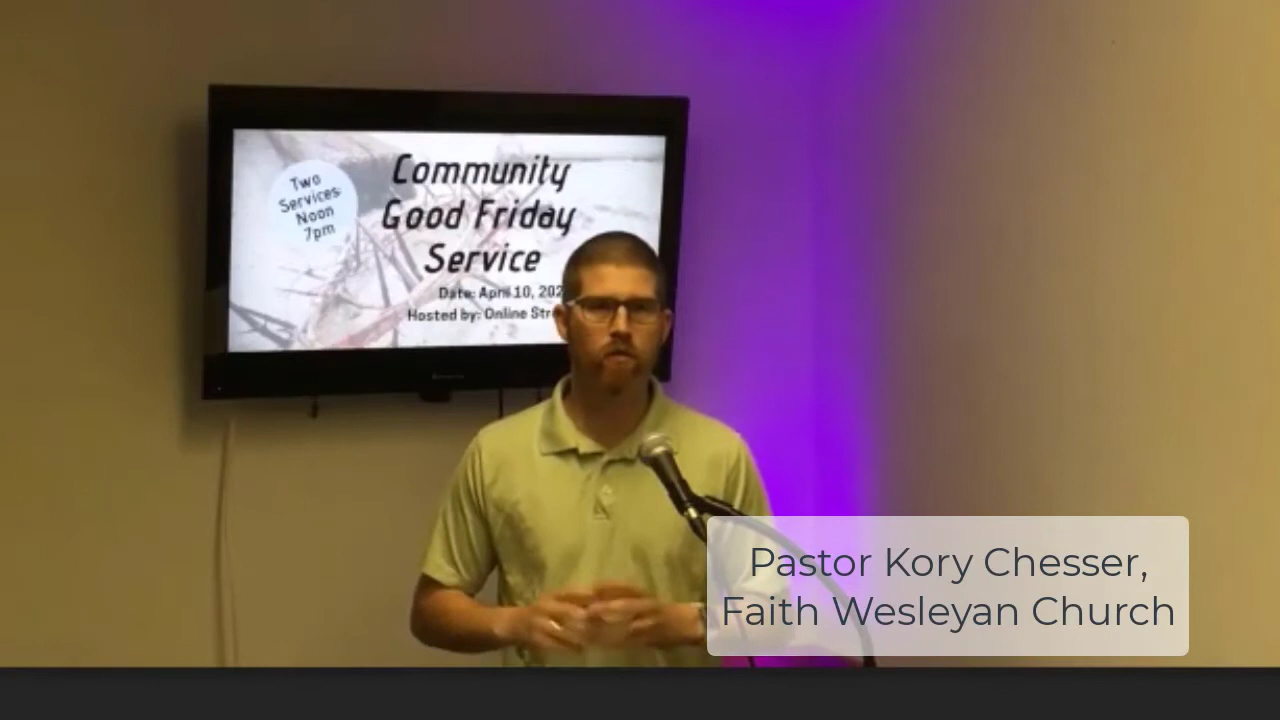 Two
Services:
Noon
7pm
Community
Good Friday
Service
Date: April 10, 202
Hosted by: Online Str
Pastor Kory Chesser,
Faith Wesleyan Church